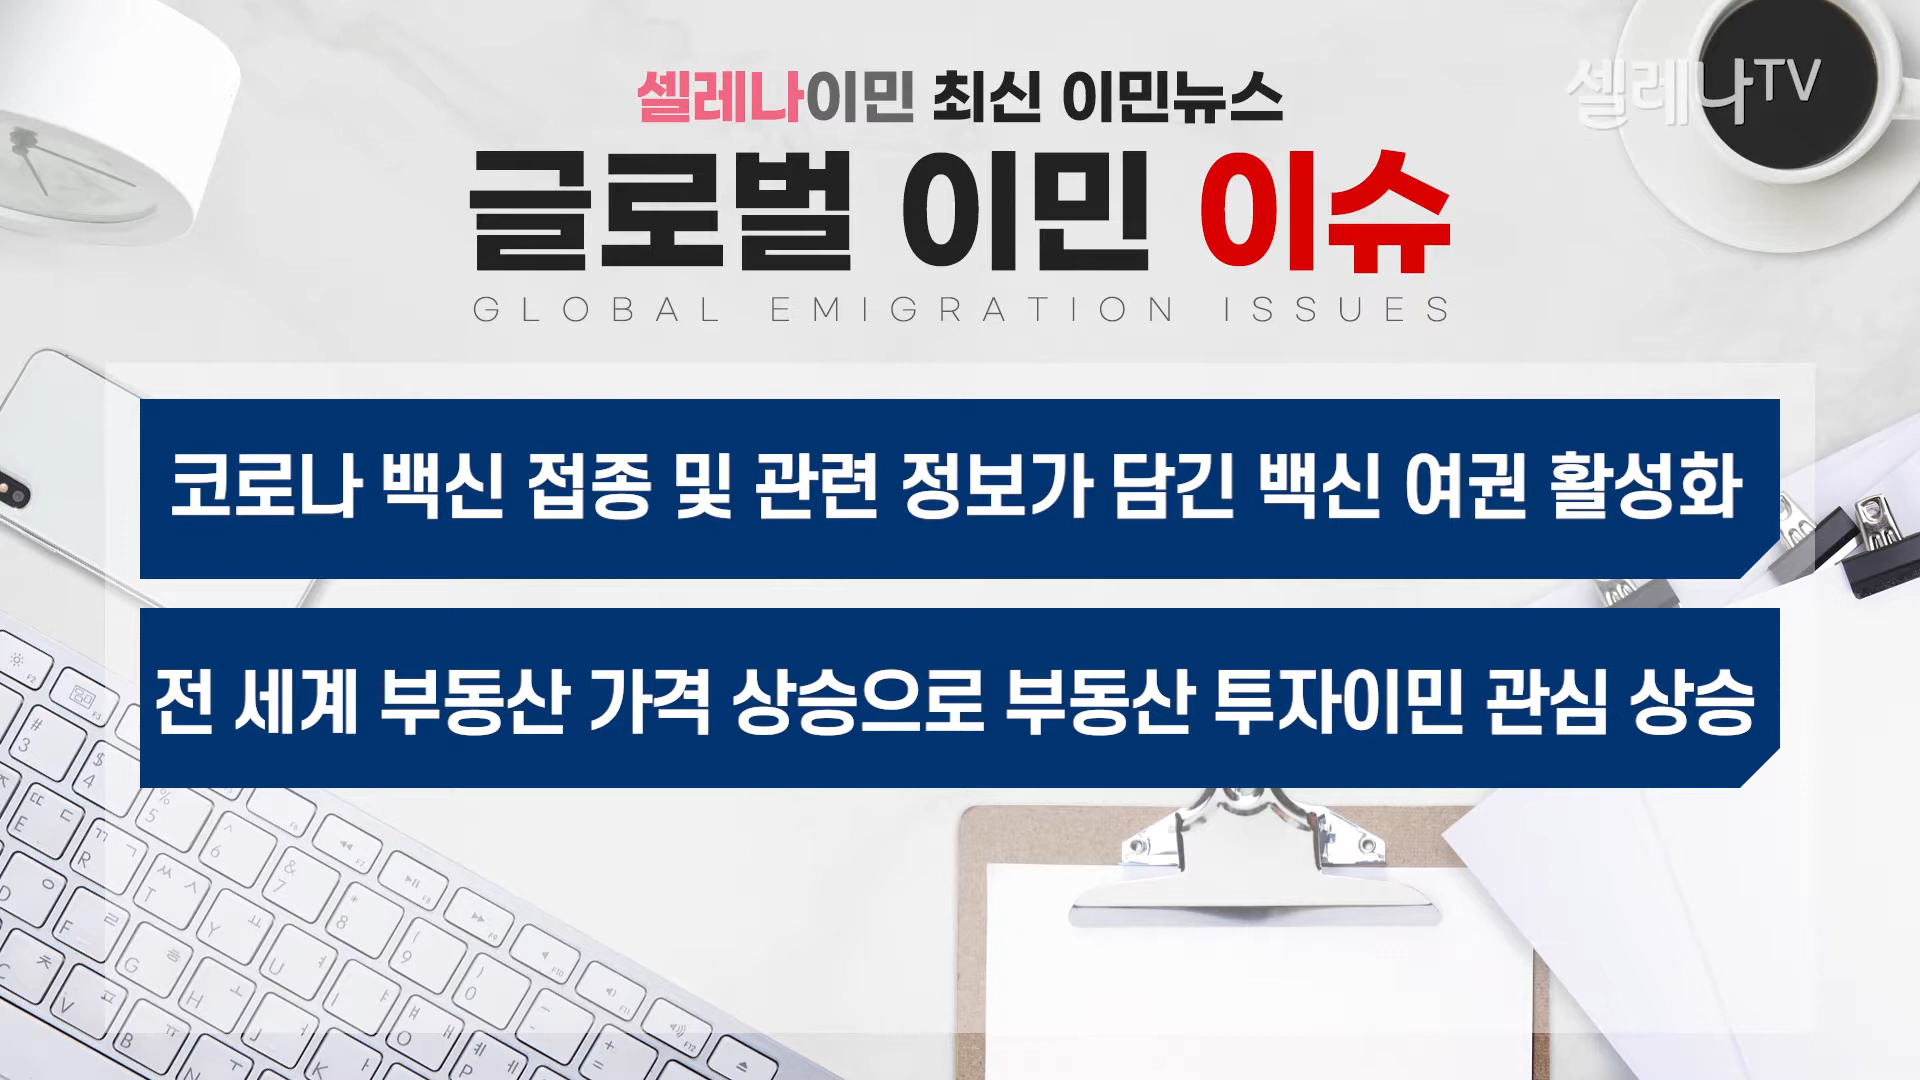 셀레나이민 최신 이민뉴스
셀레나TV
글로벌 이민 이슈
GLOBAL EMIGRATION ISSUES
코로나 백신 접종 및 관련 정보가 담긴 백신 여권 활성화
전 세계 부동산 가격 상승으로 부동산 투자이민 관심 상승